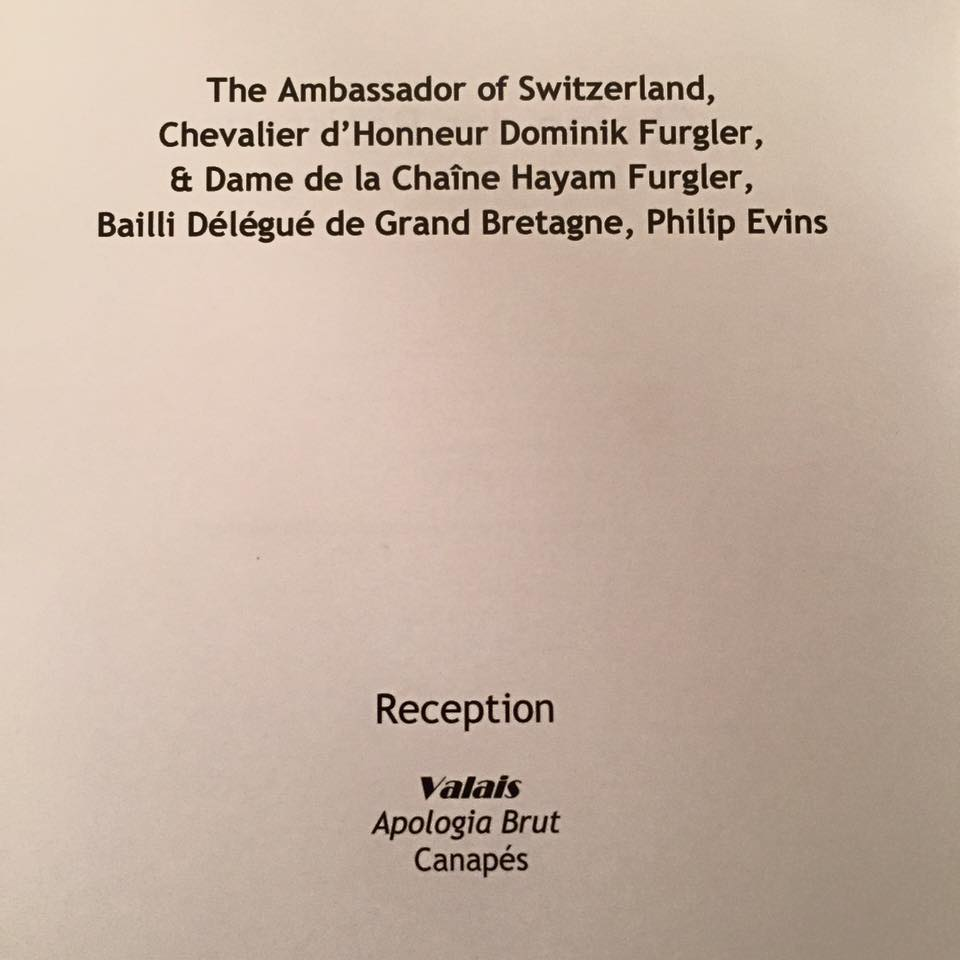 The Ambassador of Switzerland,
Chevalier d’Honneur Dominik Furgler,
& Dame de la Chaîne Hayam Furgler,
Bailli Délégué de Grand Bretagne, Philip Evins
Reception
Valais
Apologia Brut
Canapés